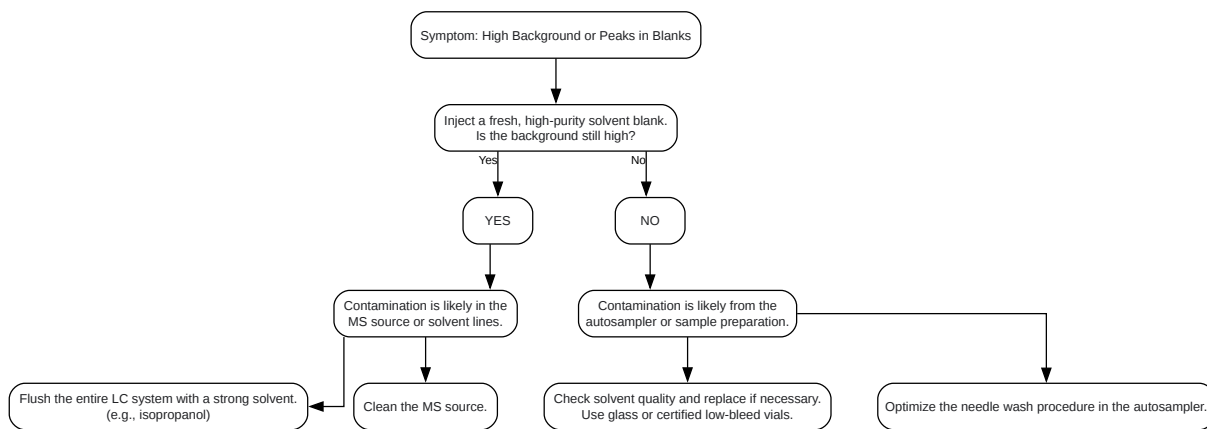 Symptom: High Background or Peaks in Blanks
Inject a fresh, high-purity solvent blank.
Is the background still high?
Yes
No
YES
NO
Contamination is likely in the
MS source or solvent lines.
Contamination is likely from the
autosampler or sample preparation.
Flush the entire LC system with a strong solvent.
(e.g., isopropanol)
Clean the MS source.
Check solvent quality and replace if necessary.
Use glass or certified low-bleed vials.
Optimize the needle wash procedure in the autosampler.